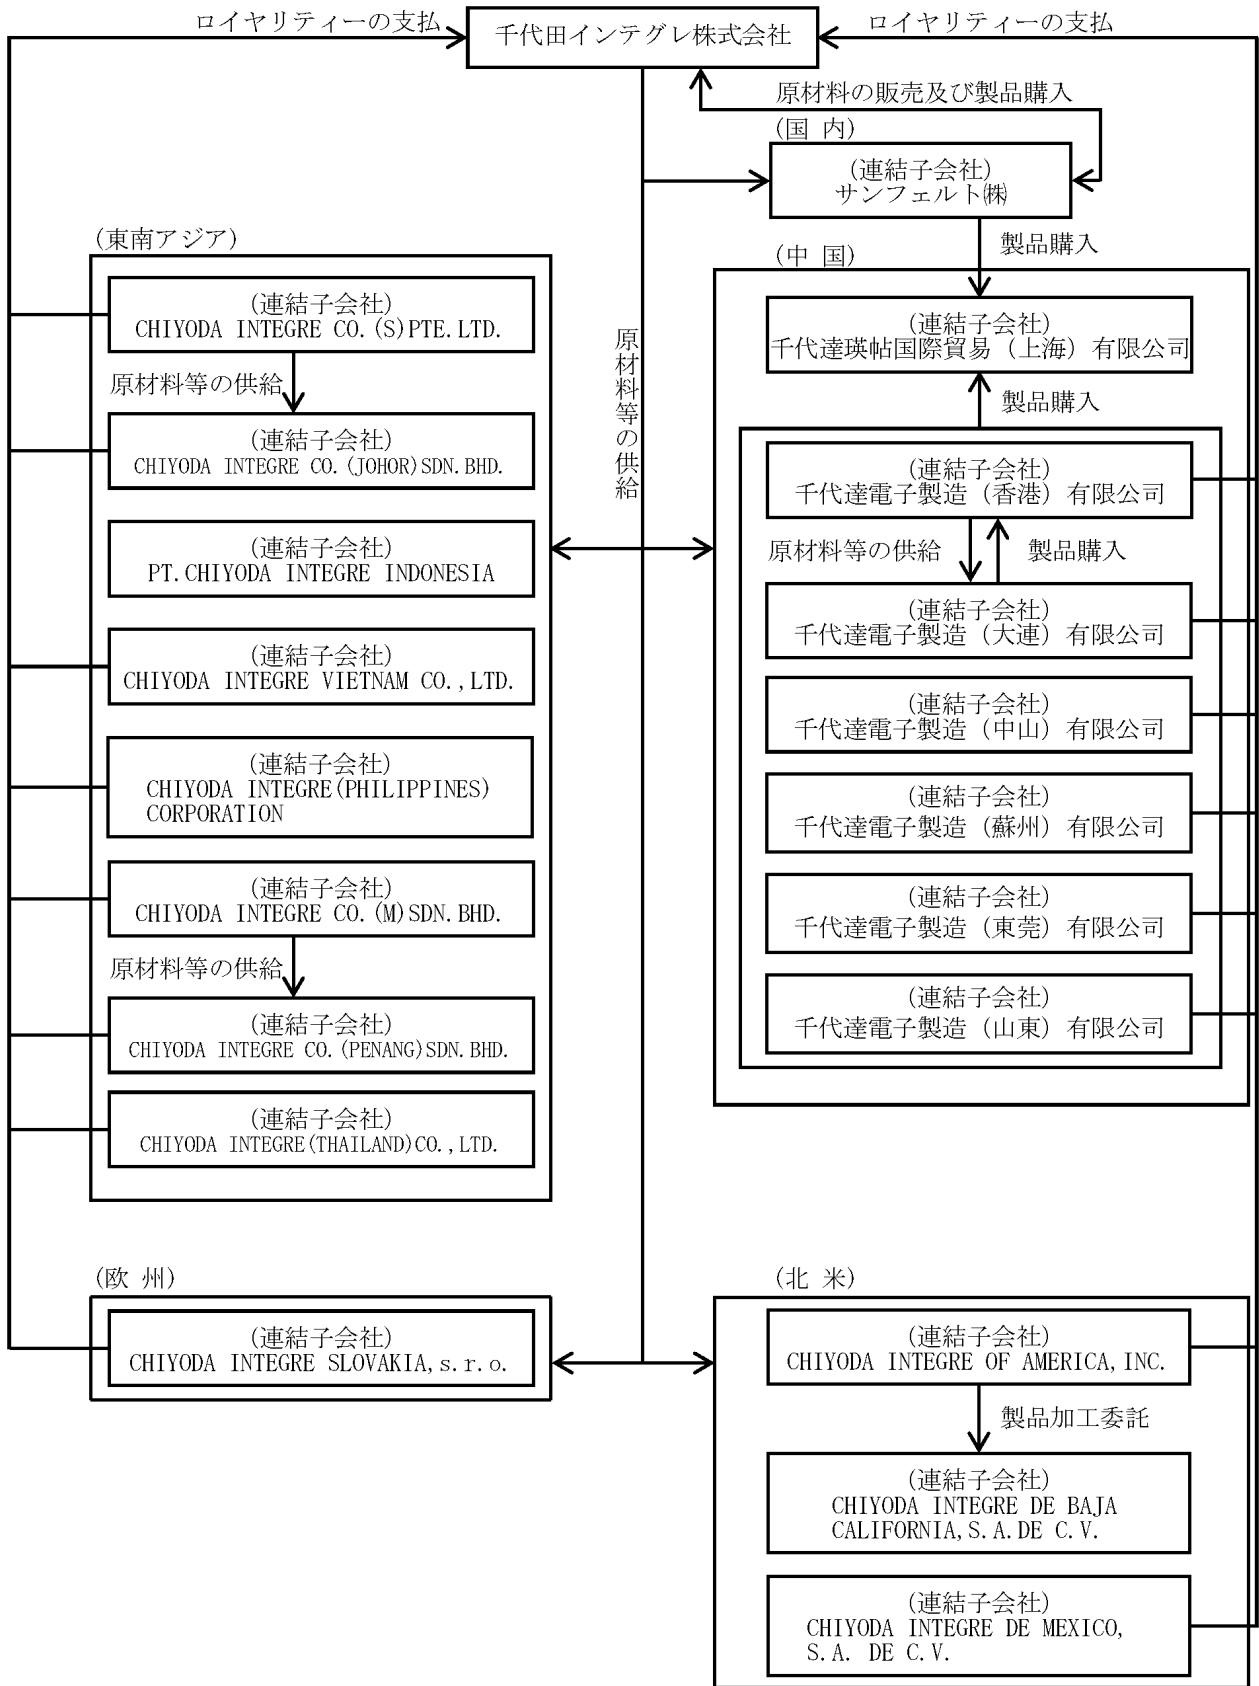 ロイヤリティーの支払
千代田インテグレ株式会社
ロイヤリティーの支払
原材料の販売及び製品購入
(国 内)
(連結子会社)
サンフェルト㈱
製品購入
(東南アジア)
(連結子会社)
CHIYODA INTEGRE CO.(S)PTE.LTD.
原材料等の供給
(連結子会社)
CHIYODA INTEGRE CO.(JOHOR)SDN.BHD.
(連結子会社)
PT.CHIYODA INTEGRE INDONESIA
(連結子会社)
CHIYODA INTEGRE VIETNAM CO.,LTD.
(連結子会社)
CHIYODA INTEGRE(PHILIPPINES)
CORPORATION
(連結子会社)
CHIYODA INTEGRE CO.(M)SDN.BHD.
原材料等の供給
(連結子会社)
CHIYODA INTEGRE CO.(PENANG)SDN.BHD.
(連結子会社)
CHIYODA INTEGRE(THAILAND)CO.,LTD.
原材料等の供給
(中 国)
(連結子会社)
千代達瑛帖国際貿易（上海）有限公司
製品購入
(連結子会社)
千代達電子製造（香港）有限公司
原材料等の供給
製品購入
(連結子会社)
千代達電子製造（大連）有限公司
(連結子会社)
千代達電子製造（中山）有限公司
(連結子会社)
千代達電子製造（蘇州）有限公司
(連結子会社)
千代達電子製造（東莞）有限公司
(連結子会社)
千代達電子製造（山東）有限公司
(欧 州)
(連結子会社)
CHIYODA INTEGRE SLOVAKIA,s.r.o.
(北 米)
(連結子会社)
CHIYODA INTEGRE OF AMERICA,INC.
製品加工委託
(連結子会社)
CHIYODA INTEGRE DE BAJA
CALIFORNIA,S.A.DE C.V.
(連結子会社)
CHIYODA INTEGRE DE MEXICO,
S.A. DE C.V.